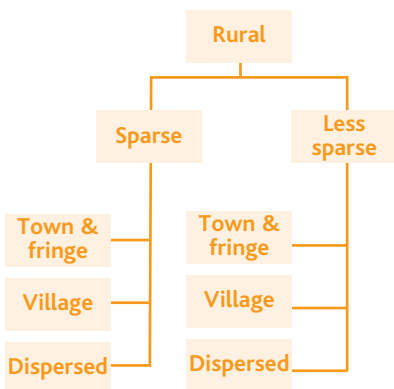 Rural
Sparse
Less
sparse
Town &
fringe
Village
Dispersed
Town &
fringe
Village
Dispersed